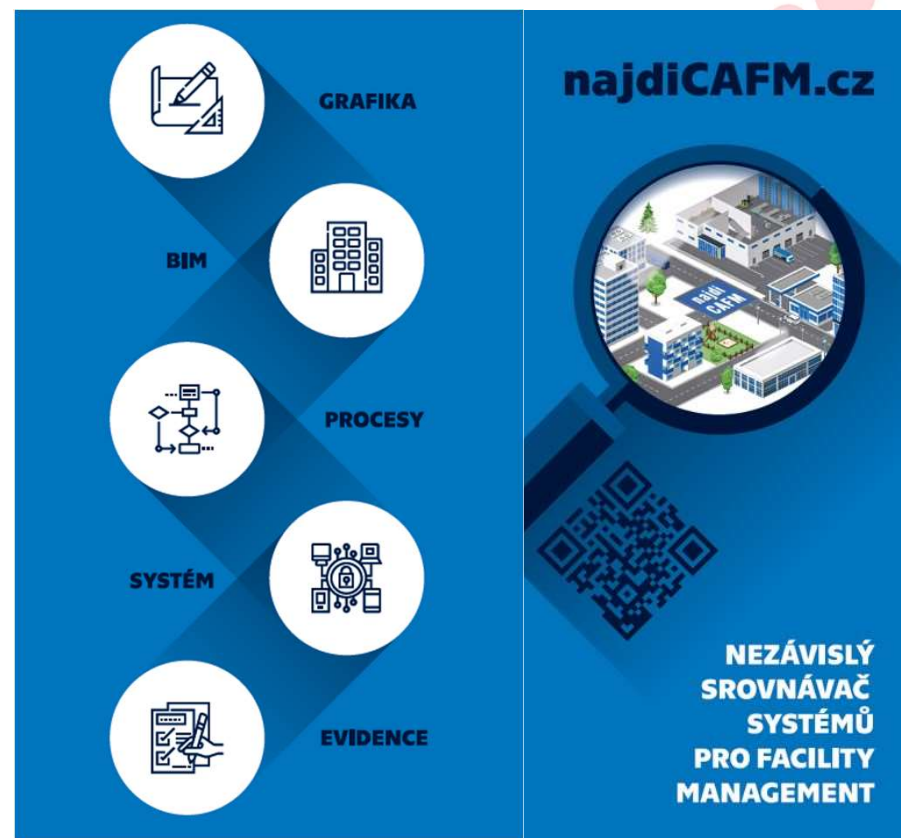 GRAFIKA
BIM
PROCESY
SYSTÉM
EVIDENCE
najdiCAFM.cz
najdi
CAFM
NEZÁVISLÝ
SROVNÁVAČ
SYSTÉMŮ
PRO FACILITY
MANAGEMENT